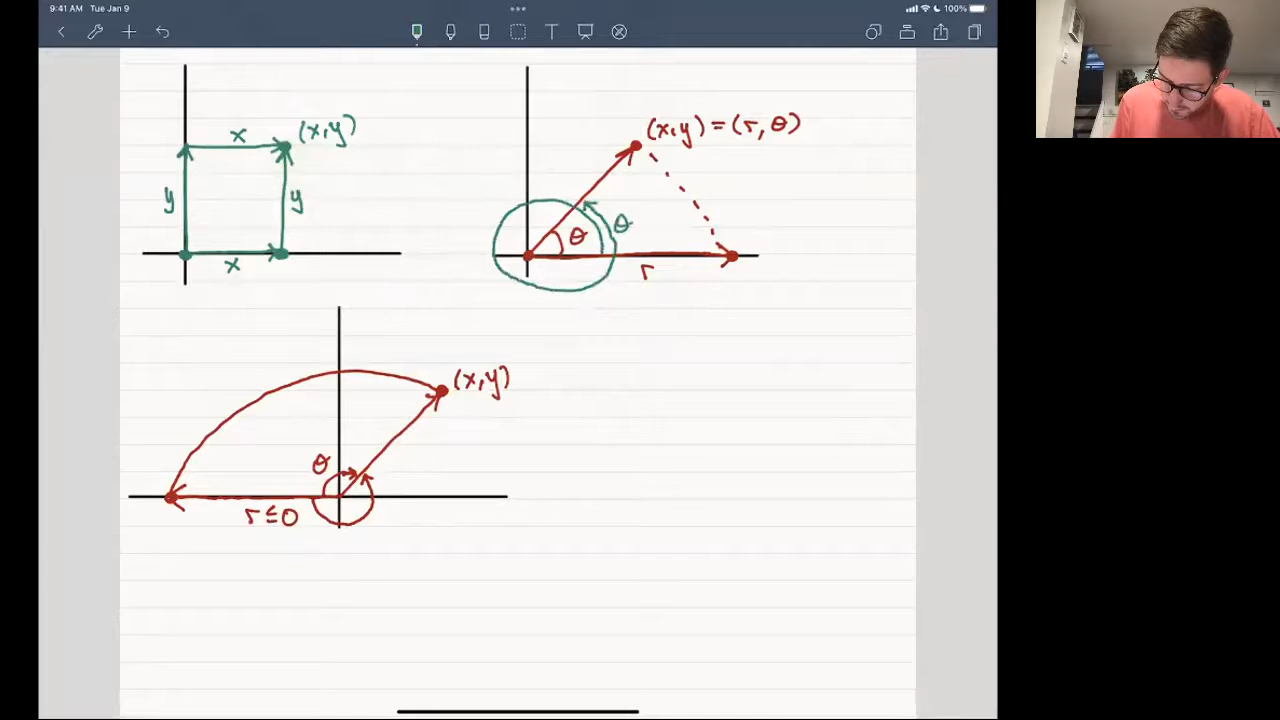 9:41 AM Tue Jan 9
100%
x
(x,y)
y
y
x
(x,y) = (r, θ)
θ
θ
r
(x,y)
θ
r ≤ 0